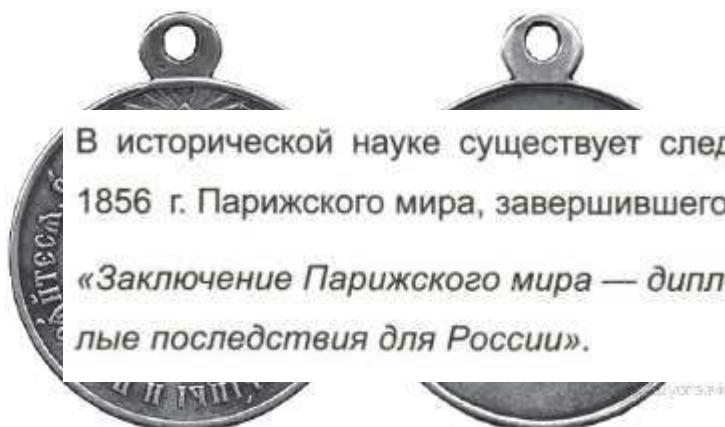 В исторической науке существует след
1856 г. Парижского мира, завершившего
«Заключение Парижского мира — дипл
лые последствия для России».